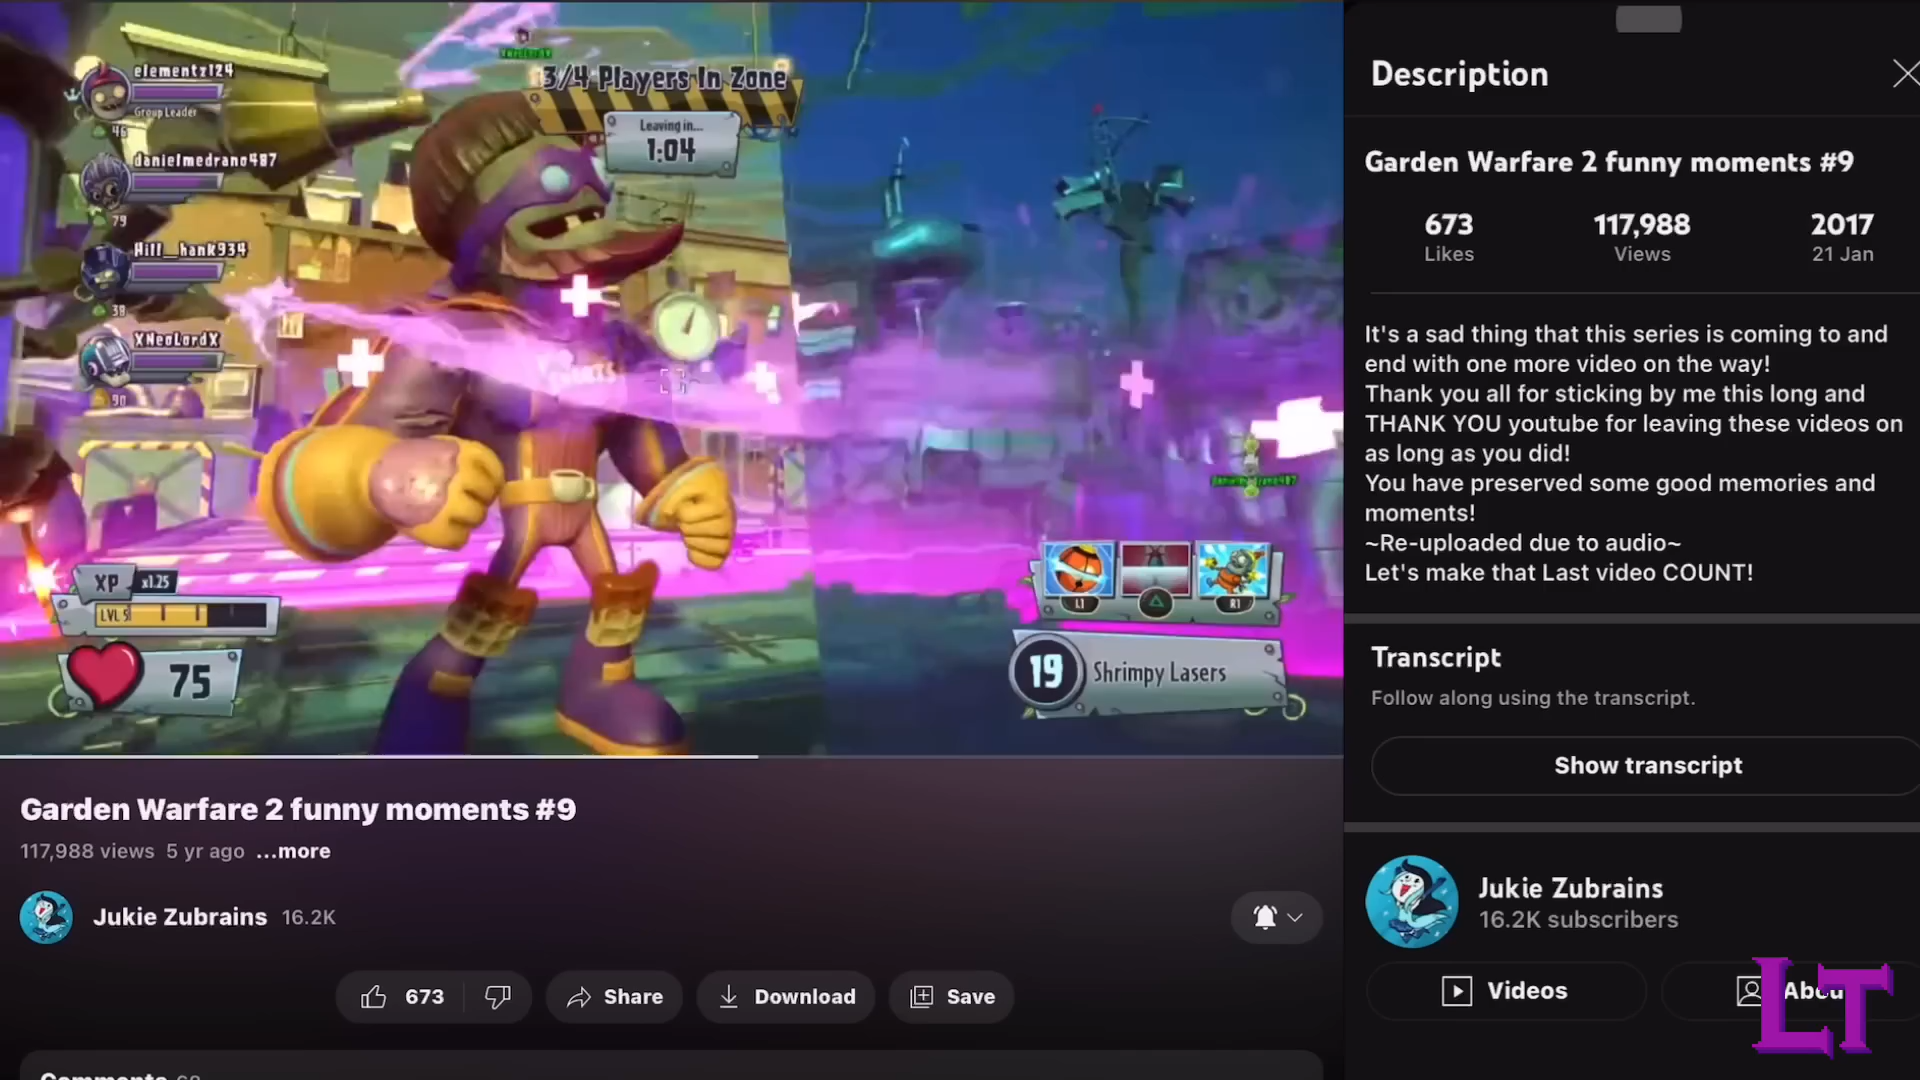 elementz124
Group Leader
46
danielmedrano487
79
Hill_hank934
38
XNeoLordX
90
3/4 Players In Zone
Leaving in...
1:04
XP x1.25
LVL 5
75
L1
R1
19 Shrimpy Lasers
Garden Warfare 2 funny moments #9
117,988 views 5 yr ago ...more
Jukie Zubrains 16.2K
673
Share
Download
Save
Comments
Description
Garden Warfare 2 funny moments #9
673 117,988 2017
Likes Views 21 Jan
It's a sad thing that this series is coming to and
end with one more video on the way!
Thank you all for sticking by me this long and
THANK YOU youtube for leaving these videos on
as long as you did!
You have preserved some good memories and
moments!
~Re-uploaded due to audio~
Let's make that Last video COUNT!
Transcript
Follow along using the transcript.
Show transcript
Jukie Zubrains
16.2K subscribers
Videos
Abou
LT